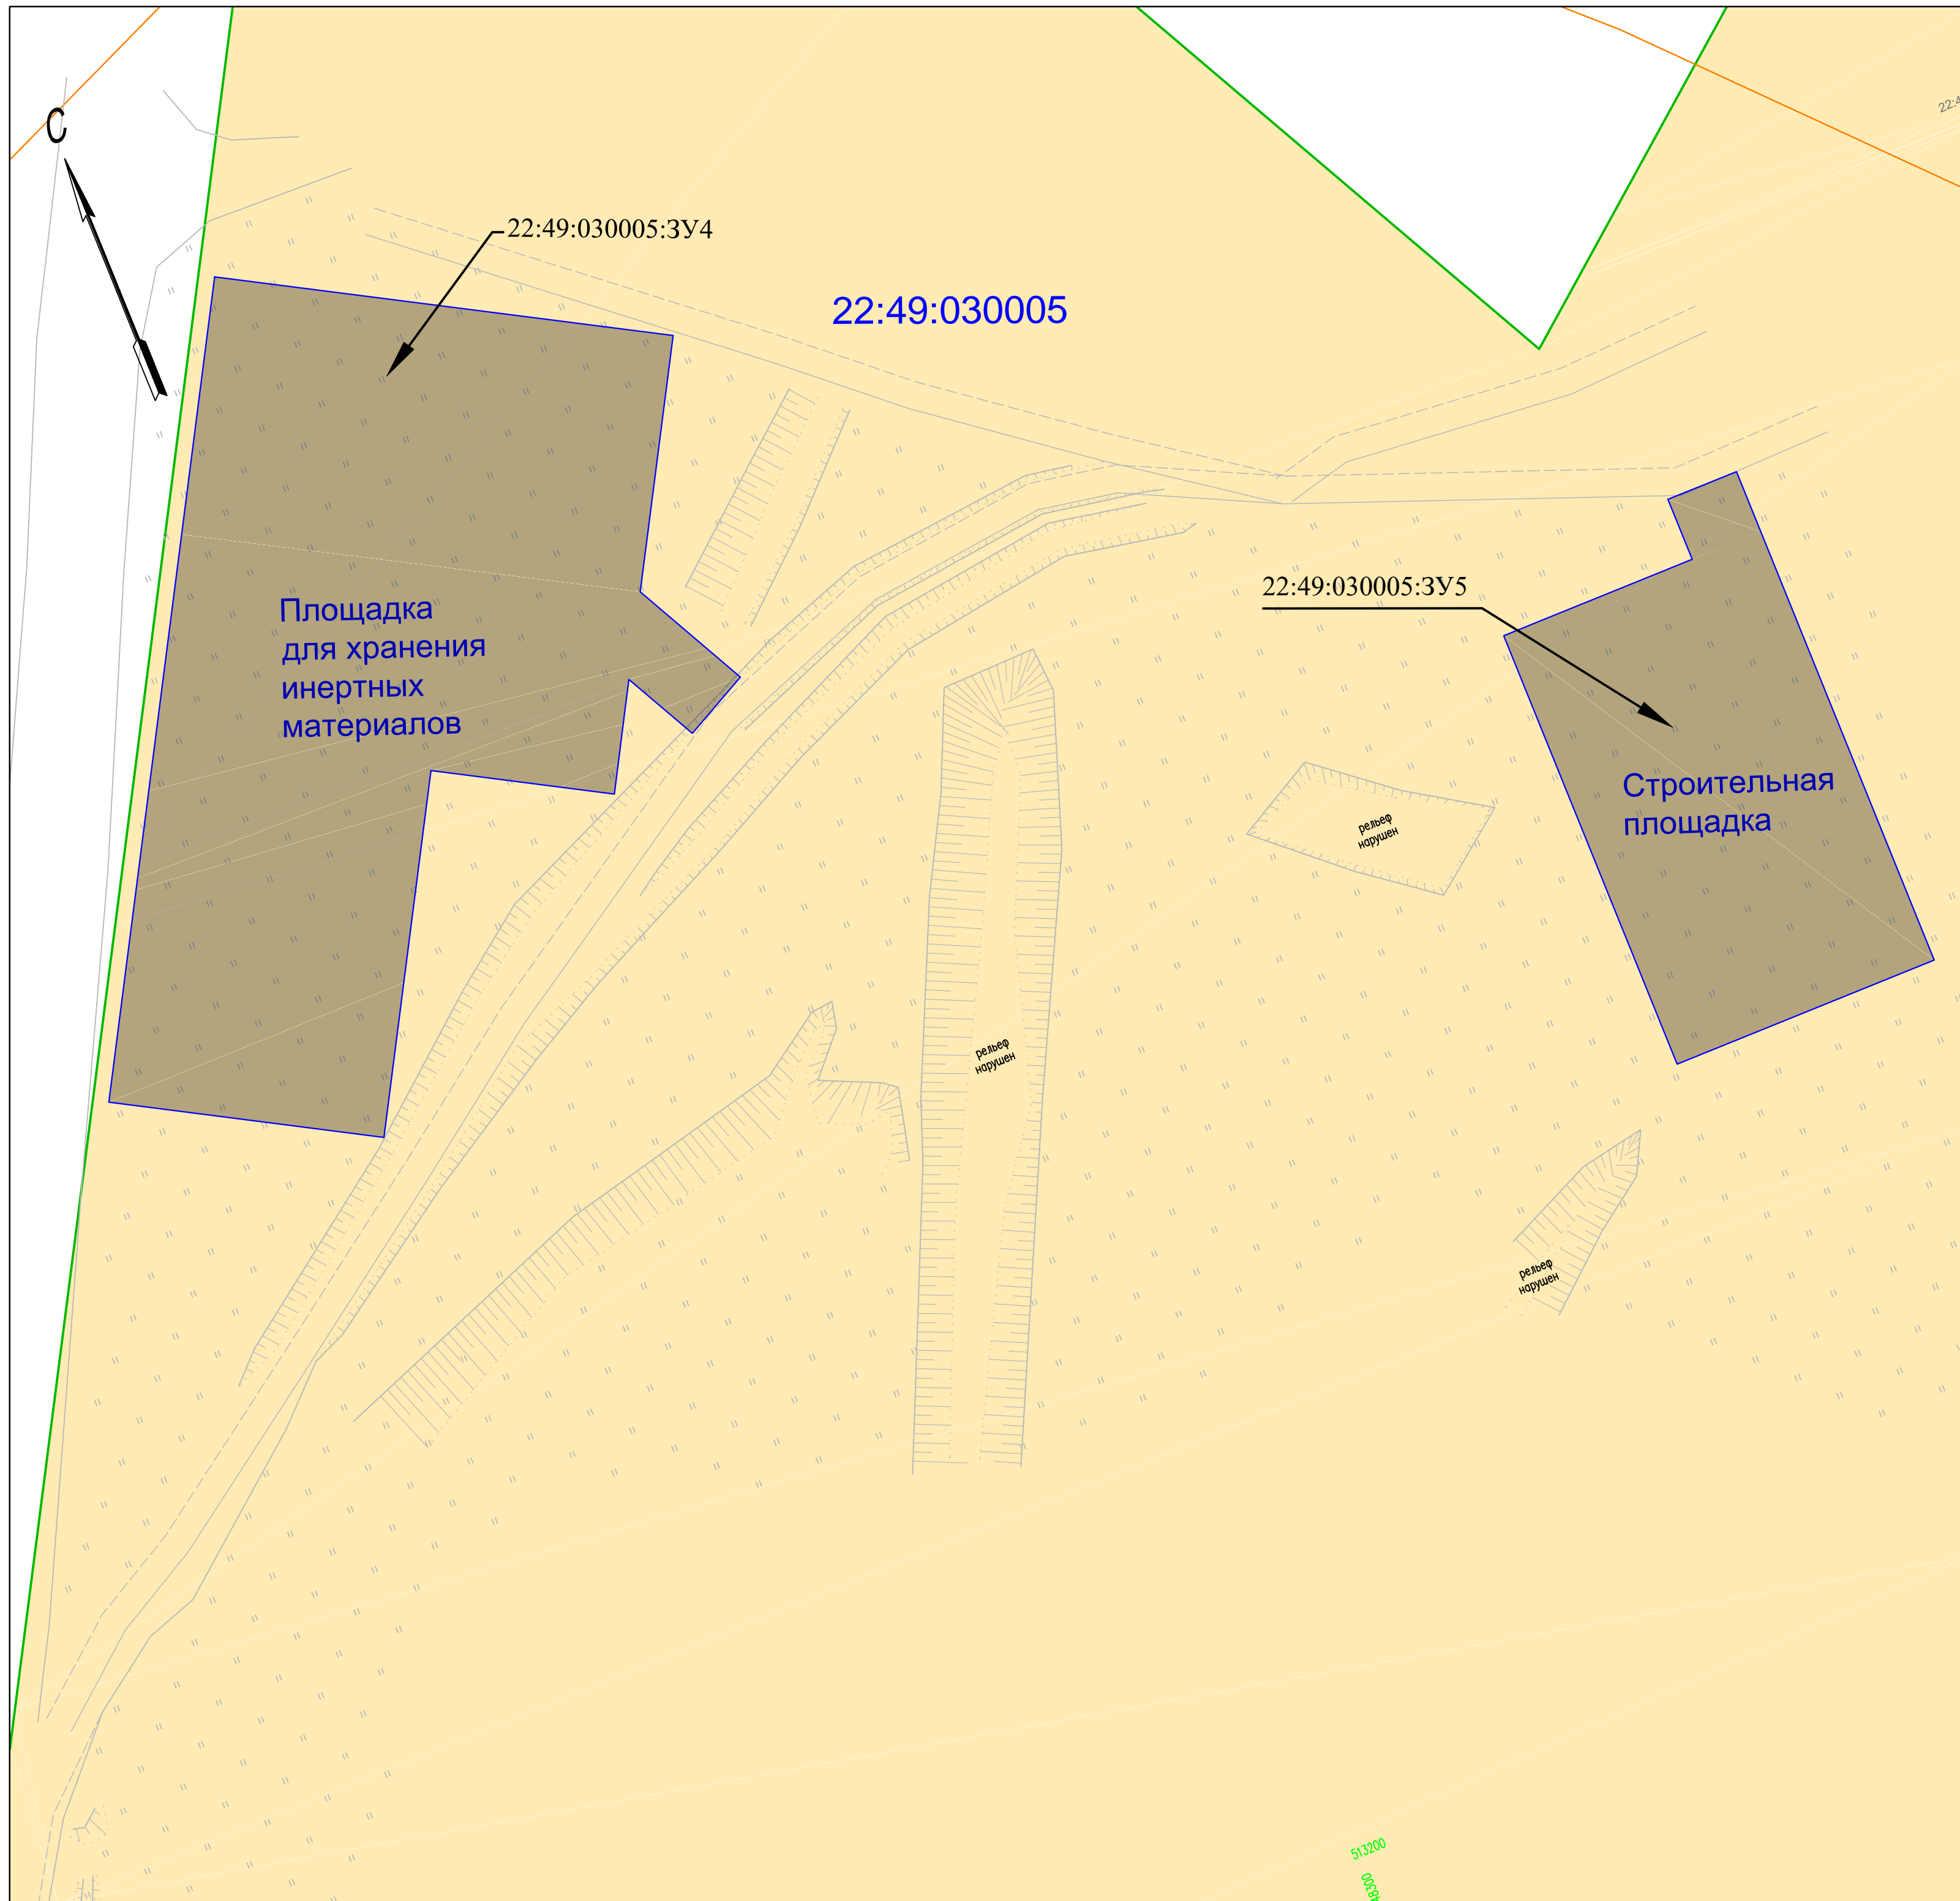 С
22:49:030005:ЗУ4
22:49:030005
22:49:030005:ЗУ5
Площадка
для хранения
инертных
материалов
Строительная
площадка
рельеф
нарушен
рельеф
нарушен
рельеф
нарушен
513200